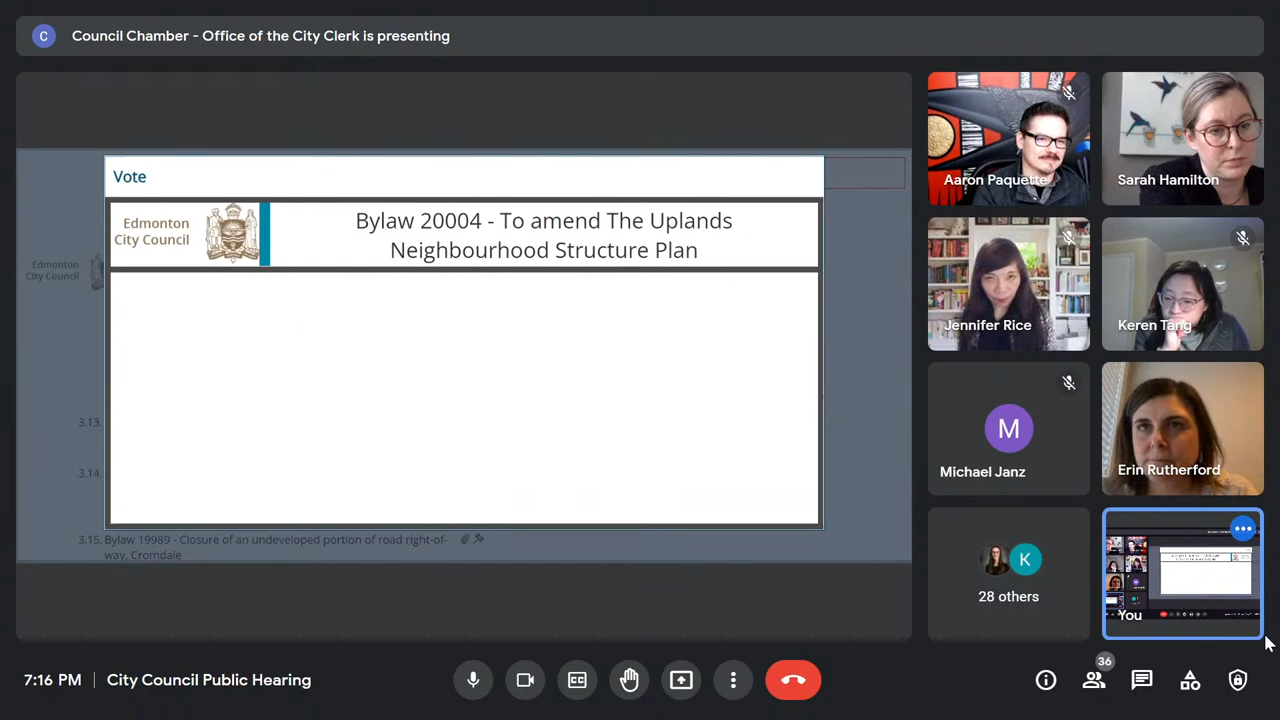 C
Council Chamber - Office of the City Clerk is presenting
Vote
Edmonton
City Council
Bylaw 20004 - To amend The Uplands
Neighbourhood Structure Plan
Edmonton
City Council
3.13.
3.14.
3.15. Bylaw 19989 - Closure of an undeveloped portion of road right-of-
way, Cromdale
Aaron Paquette
Sarah Hamilton
Jennifer Rice
Keren Tang
M
Michael Janz
Erin Rutherford
K
28 others
You
7:16 PM
City Council Public Hearing
36